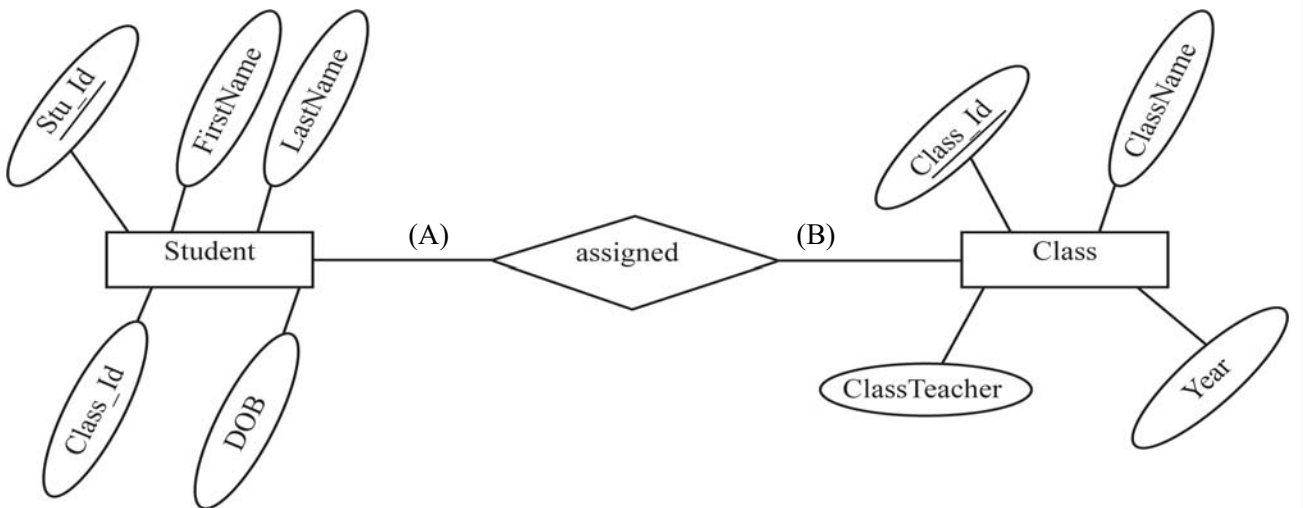 Stu_Id
FirstName
LastName
Class_Id
ClassName
Student
(A)
assigned
(B)
Class
Class_Id
DOB
ClassTeacher
Year